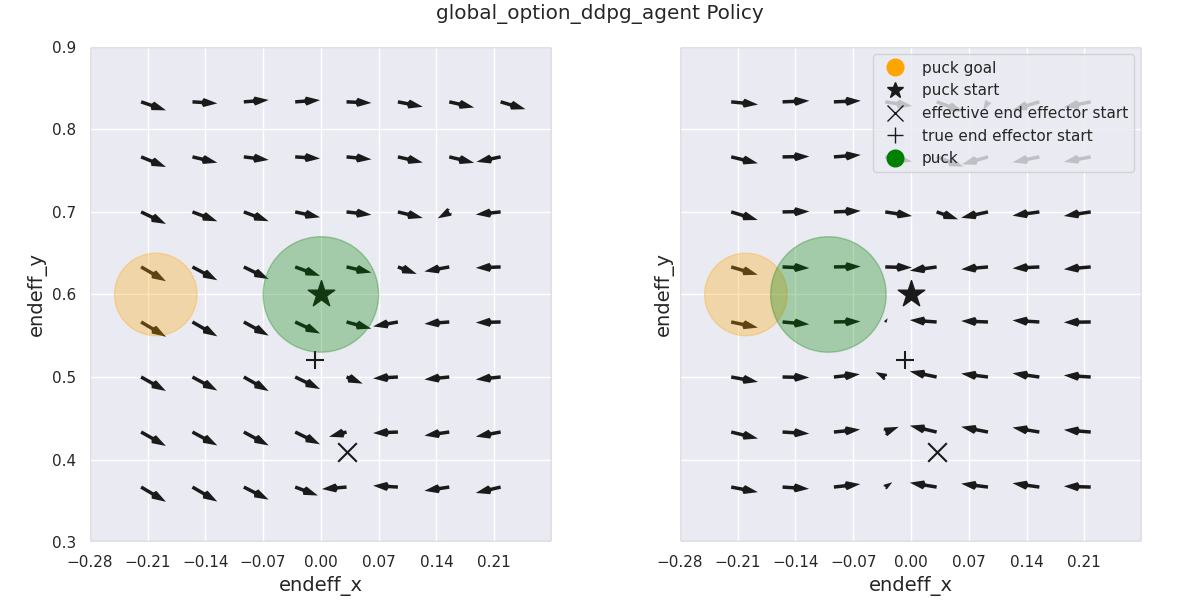 global_option_ddpg_agent Policy
0.9
0.8
0.7
0.6
0.5
0.4
0.3
endeff_y
−0.28 −0.21 −0.14 −0.07 0.00 0.07 0.14 0.21
endeff_x
puck goal
puck start
effective end effector start
true end effector start
puck
endeff_y
−0.28 −0.21 −0.14 −0.07 0.00 0.07 0.14 0.21
endeff_x